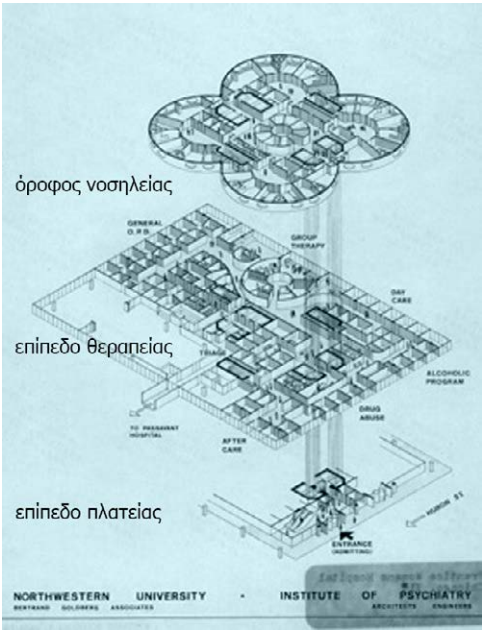 όροφος νοσηλείας
GENERAL
O.P.D.
GROUP
THERAPY
DAY
CARE
επίπεδο θεραπείας
TRIAGE
ALCOHOLIC
PROGRAM
TO PASSAVANT
HOSPITAL
DRUG
ABUSE
AFTER
CARE
επίπεδο πλατείας
HURON ST
ENTRANCE
(ADMITTING)
NORTHWESTERN UNIVERSITY · INSTITUTE OF PSYCHIATRY
BERTRAND GOLDBERG ASSOCIATES ARCHITECTS ENGINEERS